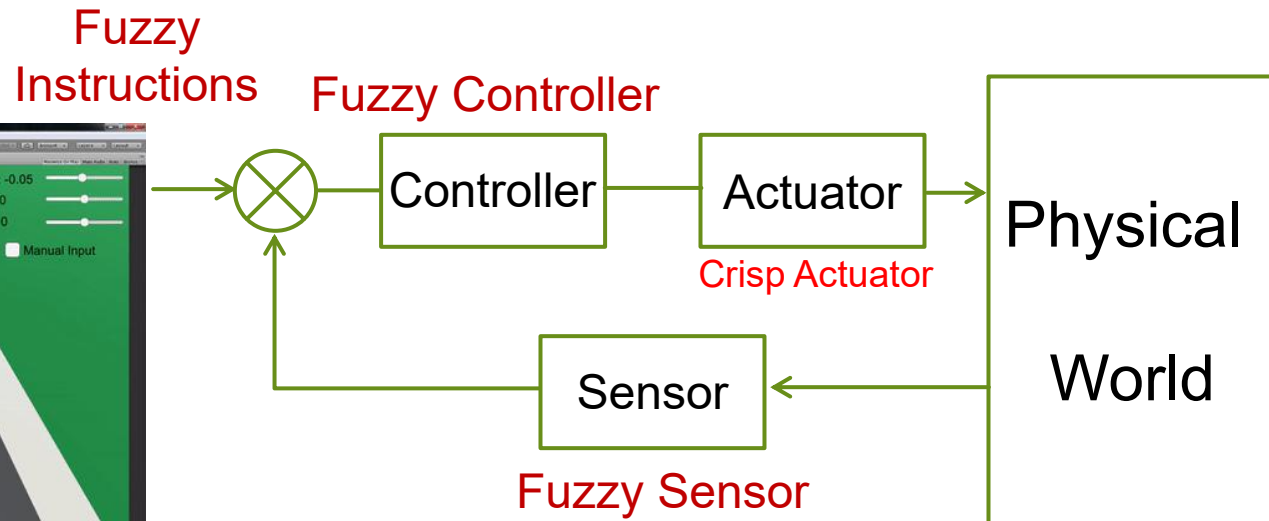 Fuzzy
Instructions
Fuzzy Controller
-0.05
0
0
Manual Input
Controller
Actuator
Crisp Actuator
Physical
World
Sensor
Fuzzy Sensor